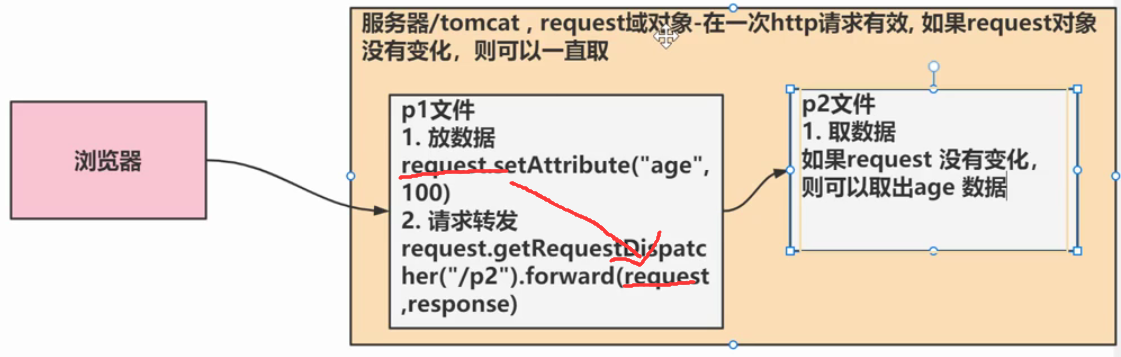 服务器/tomcat , request域对象-在一次http请求有效, 如果request对象
没有变化，则可以一直取
浏览器
p1文件
1. 放数据
request.setAttribute("age",
100)
2. 请求转发
request.getRequestDispatc
her("/p2").forward(request
,response)
p2文件
1. 取数据
如果request 没有变化，
则可以取出age 数据